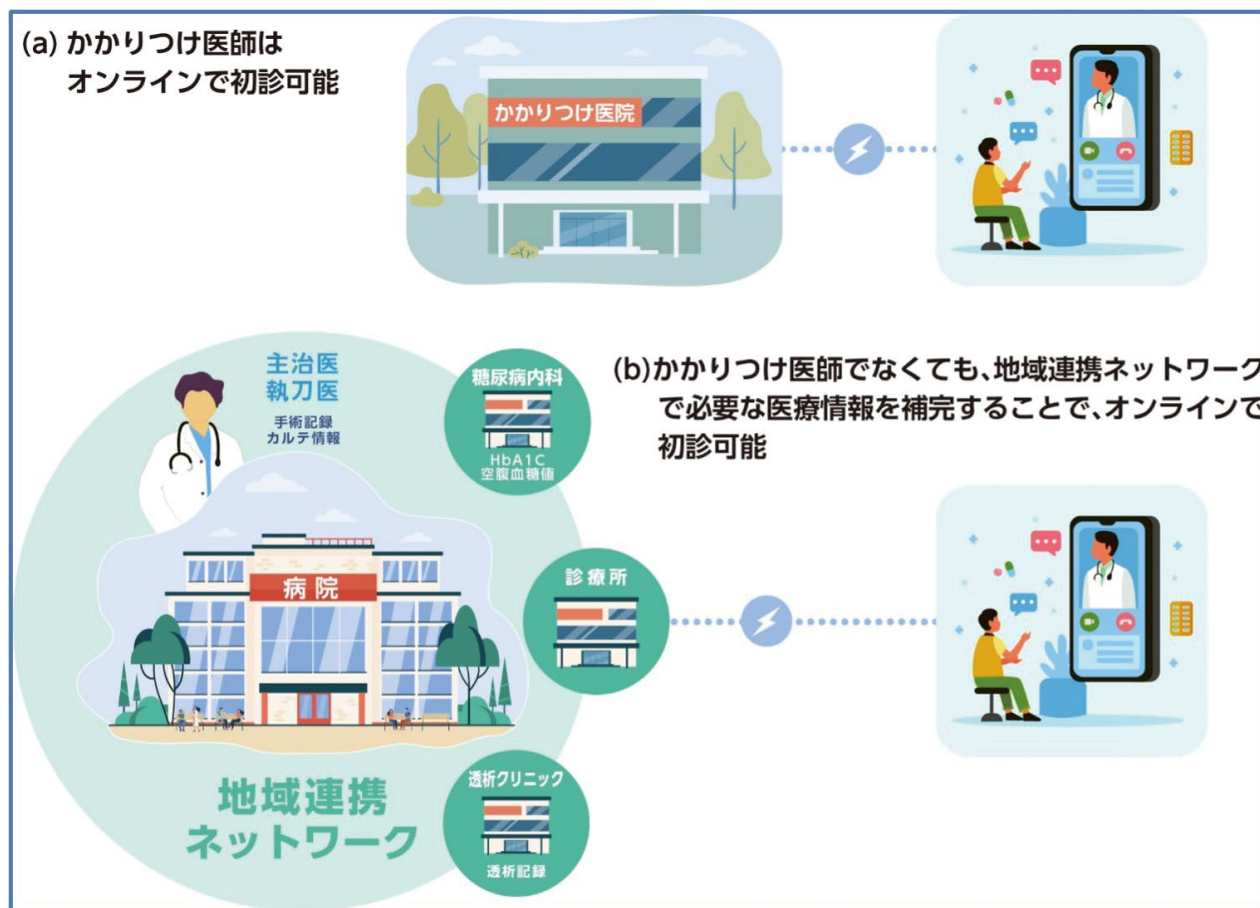 (a) かかりつけ医師は
オンラインで初診可能
かかりつけ医院
主治医
執刀医
手術記録
カルテ情報
糖尿病内科
HbA1C
空腹血糖値
(b)かかりつけ医師でなくても、地域連携ネットワーク
で必要な医療情報を補完することで、オンラインで
初診可能
病院
診療所
透析クリニック
透析記録
地域連携
ネットワーク